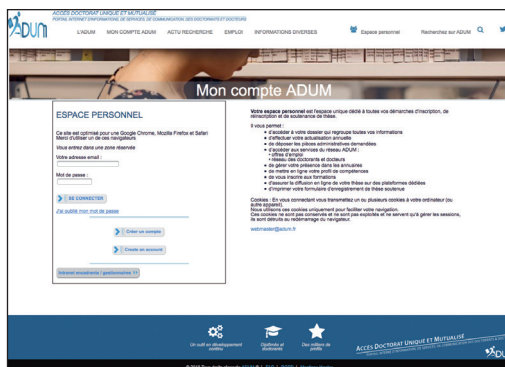 ACCÈS DOCTORAT UNIQUE ET MUTUALISÉ
PORTAIL INTERNET D'INFORMATIONS, DE SERVICES, DE COMMUNICATION DES DOCTORANTS ET DOCTEURS
ADUM
L'ADUM MON COMPTE ADUM ACTU RECHERCHE EMPLOI INFORMATIONS DIVERSES Espace personnel Recherchez sur ADUM
Mon compte ADUM
ESPACE PERSONNEL
Ce site est optimisé pour une Google Chrome, Mozilla Firefox et Safari
Merci d'utiliser un de ces navigateurs
Vous entrez dans une zone réservée
Votre adresse email :
Mot de passe :
SE CONNECTER
J'ai oublié mon mot de passe
Créer un compte
Create an account
Intranet encadrants / gestionnaires
Votre espace personnel est l'espace unique dédié à toutes vos démarches d'inscription, de
réinscription et de soutenance de thèse.
Il vous permet :
• d'accéder à votre dossier qui regroupe toutes vos informations
• d'effectuer votre actualisation annuelle
• de déposer les pièces administratives demandées
• d'accéder aux services du réseau ADUM :
◦ offres d'emploi
◦ réseau des doctorants et docteurs
• de gérer votre présence dans les annuaires
• de mettre en ligne votre profil de compétences
• de vous inscrire aux formations
• d'assurer la diffusion en ligne de votre thèse sur des plateformes dédiées
• d'imprimer votre formulaire d'enregistrement de thèse soutenue
Cookies : En vous connectant vous transmettez un ou plusieurs cookies à votre ordinateur (ou
autre appareil).
Nous utilisons ces cookies uniquement pour faciliter votre navigation.
Ces cookies ne sont pas conservés et ne sont pas exploités et ne servent qu'à gérer les sessions,
ils sont détruits au redémarrage du navigateur.
webmaster@adum.fr
Un outil en développement
continu
Diplômés et
doctorants
Des métiers de
profils
ACCÈS DOCTORAT UNIQUE ET MUTUALISÉ